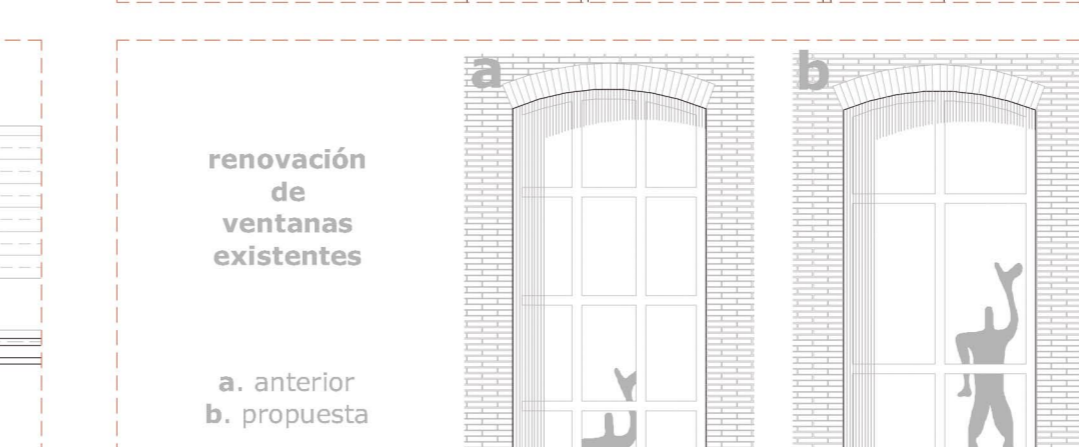 a
b
renovación
de
ventanas
existentes
a. anterior
b. propuesta